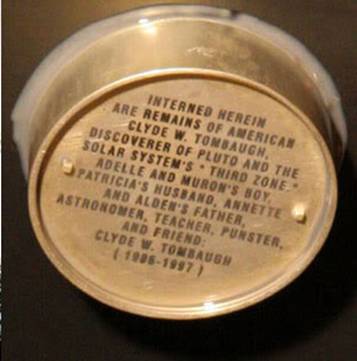 INTERNED HEREIN
ARE REMAINS OF AMERICAN
CLYDE W. TOMBAUGH,
DISCOVERER OF PLUTO AND THE
SOLAR SYSTEM'S "THIRD ZONE."
ADELLE AND MURON'S BOY,
PATRICIA'S HUSBAND, ANNETTE
AND ALDEN'S FATHER,
ASTRONOMER, TEACHER, PUNSTER,
AND FRIEND:
CLYDE W. TOMBAUGH
(1906-1997)